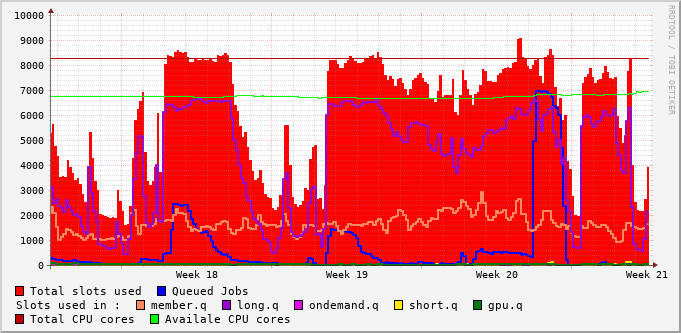 10000
9000
8000
7000
6000
5000
4000
3000
2000
1000
0
Week 18 Week 19 Week 20 Week 21
Total slots used Queued Jobs
Slots used in : member.q long.q ondemand.q short.q gpu.q
Total CPU cores Availale CPU cores
RRDTOOL / TOBI OETIKER